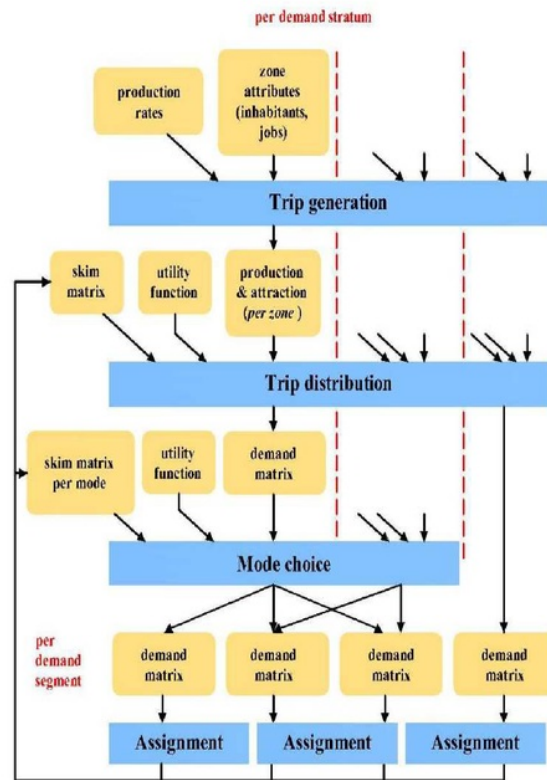 per demand stratum
production
rates
zone
attributes
(inhabitants,
jobs)
Trip generation
skim
matrix
utility
function
production
& attraction
(per zone )
Trip distribution
skim matrix
per mode
utility
function
demand
matrix
Mode choice
per
demand
segment
demand
matrix
demand
matrix
demand
matrix
demand
matrix
Assignment
Assignment
Assignment